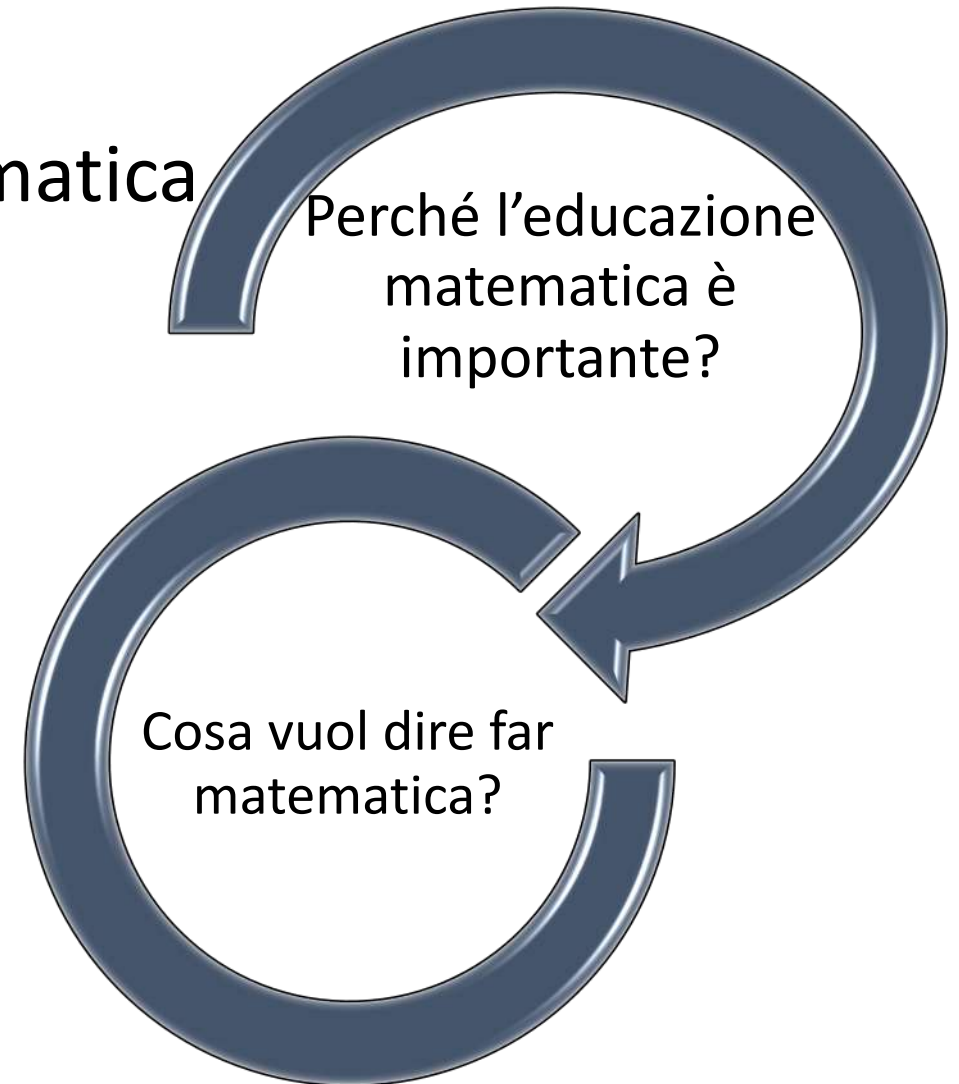 matica
Perché l’educazione
matematica è
importante?
Cosa vuol dire far
matematica?